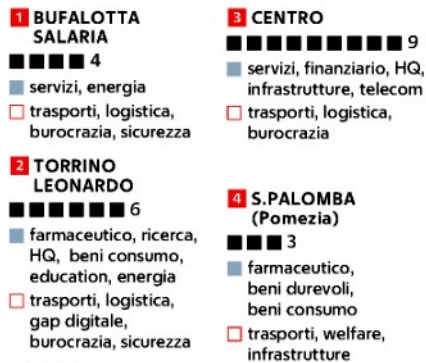 1 BUFALOTTA
SALARIA
4
servizi, energia
trasporti, logistica,
burocrazia, sicurezza
2 TORRINO
LEONARDO
6
farmaceutico, ricerca,
HQ, beni consumo,
education, energia
trasporti, logistica,
gap digitale,
burocrazia, sicurezza
3 CENTRO
9
servizi, finanziario, HQ,
infrastrutture, telecom
trasporti, logistica,
burocrazia
4 S.PALOMBA
(Pomezia)
3
farmaceutico,
beni durevoli,
beni consumo
trasporti, welfare,
infrastrutture